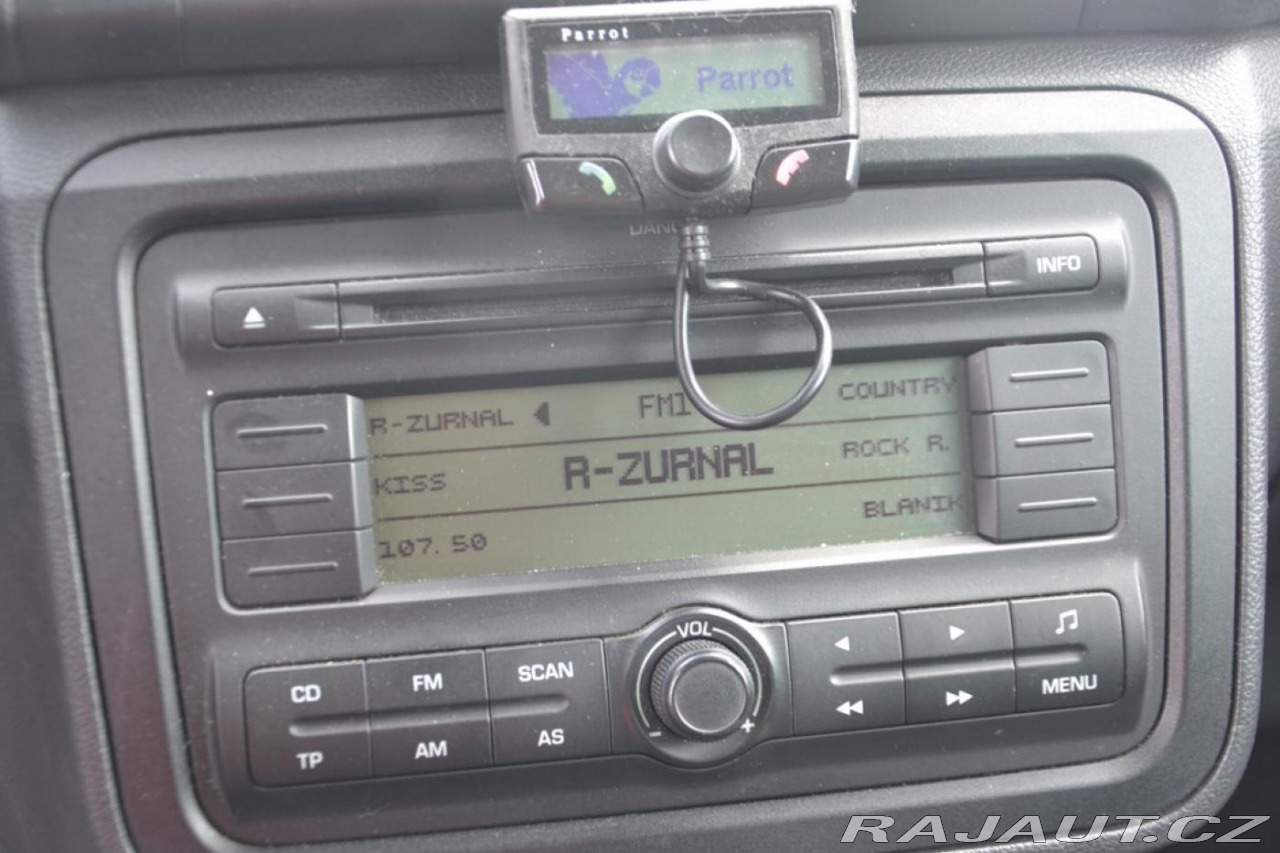 Parrot
Parrot
DANC
INFO
R-ZURNAL FM1 COUNTRY
KISS R-ZURNAL ROCK R.
107.50 BLANIK
VOL
CD FM SCAN
TP AM AS
- +
MENU
RAJAUT.CZ